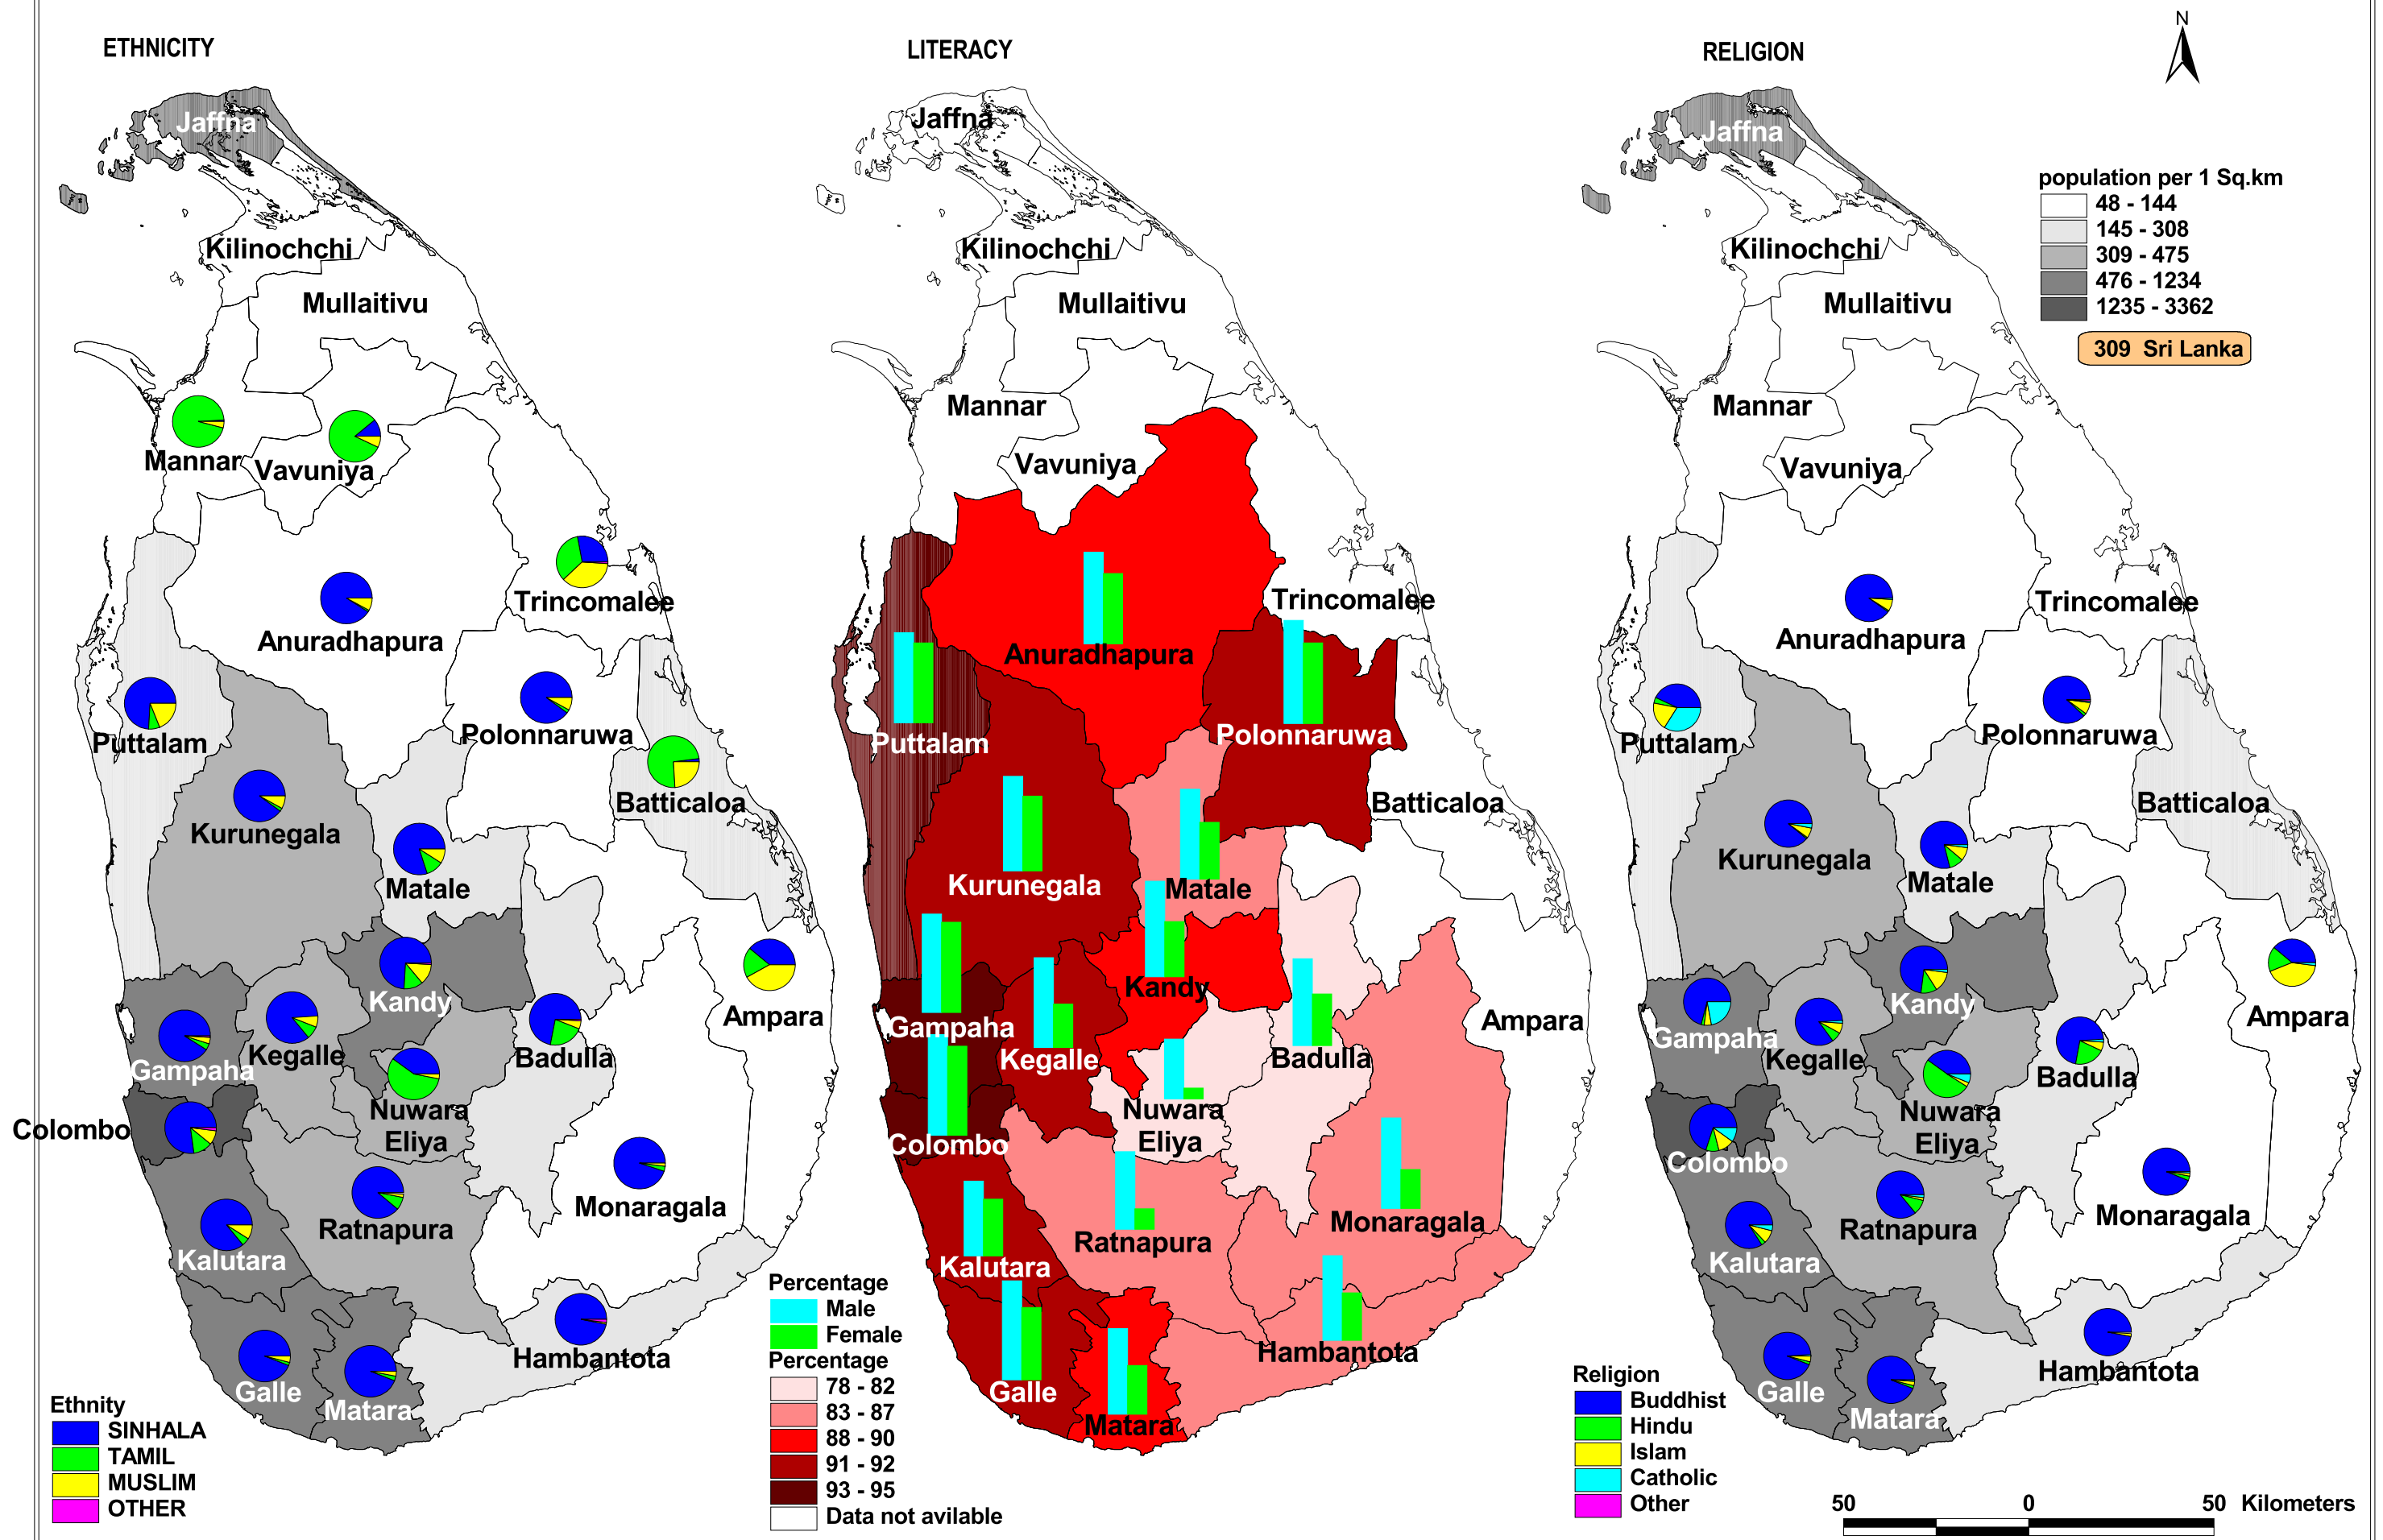 ETHNICITY
Jaffna
Kilinochchi
Mullaitivu
Mannar
Vavuniya
Trincomalee
Anuradhapura
Puttalam
Polonnaruwa
Batticaloa
Kurunegala
Matale
Kandy
Ampara
Gampaha
Kegalle
Badulla
Nuwara
Eliya
Colombo
Monaragala
Ratnapura
Kalutara
Hambantota
Galle
Matara
Ethnity
SINHALA
TAMIL
MUSLIM
OTHER
LITERACY
Jaffna
Kilinochchi
Mullaitivu
Mannar
Vavuniya
Trincomalee
Anuradhapura
Puttalam
Polonnaruwa
Batticaloa
Kurunegala
Matale
Kandy
Ampara
Gampaha
Kegalle
Badulla
Nuwara
Eliya
Colombo
Monaragala
Ratnapura
Kalutara
Hambantota
Galle
Matara
Percentage
Male
Female
Percentage
78 - 82
83 - 87
88 - 90
91 - 92
93 - 95
Data not avilable
RELIGION
N
Jaffna
population per 1 Sq.km
48 - 144
145 - 308
309 - 475
476 - 1234
1235 - 3362
309 Sri Lanka
Kilinochchi
Mullaitivu
Mannar
Vavuniya
Trincomalee
Anuradhapura
Puttalam
Polonnaruwa
Batticaloa
Kurunegala
Matale
Kandy
Ampara
Gampaha
Kegalle
Badulla
Nuwara
Eliya
Colombo
Monaragala
Ratnapura
Kalutara
Hambantota
Galle
Matara
Religion
Buddhist
Hindu
Islam
Catholic
Other
50 0 50 Kilometers